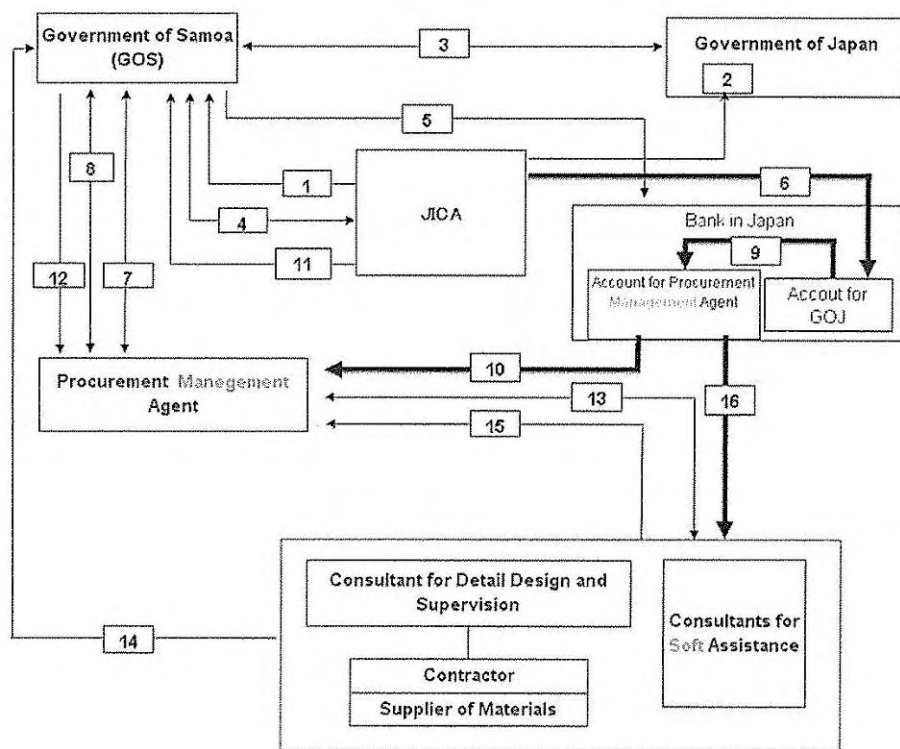 Government of Samoa
(GOS)
3
Government of Japan
2
5
8
1
JICA
6
4
Bank in Japan
9
12
7
11
Account for Procurement
Management Agent
Accout for
GOJ
10
Procurement Manegement
Agent
13
16
15
Consultant for Detail Design and
Supervision
Consultants for
Soft Assistance
14
Contractor
Supplier of Materials